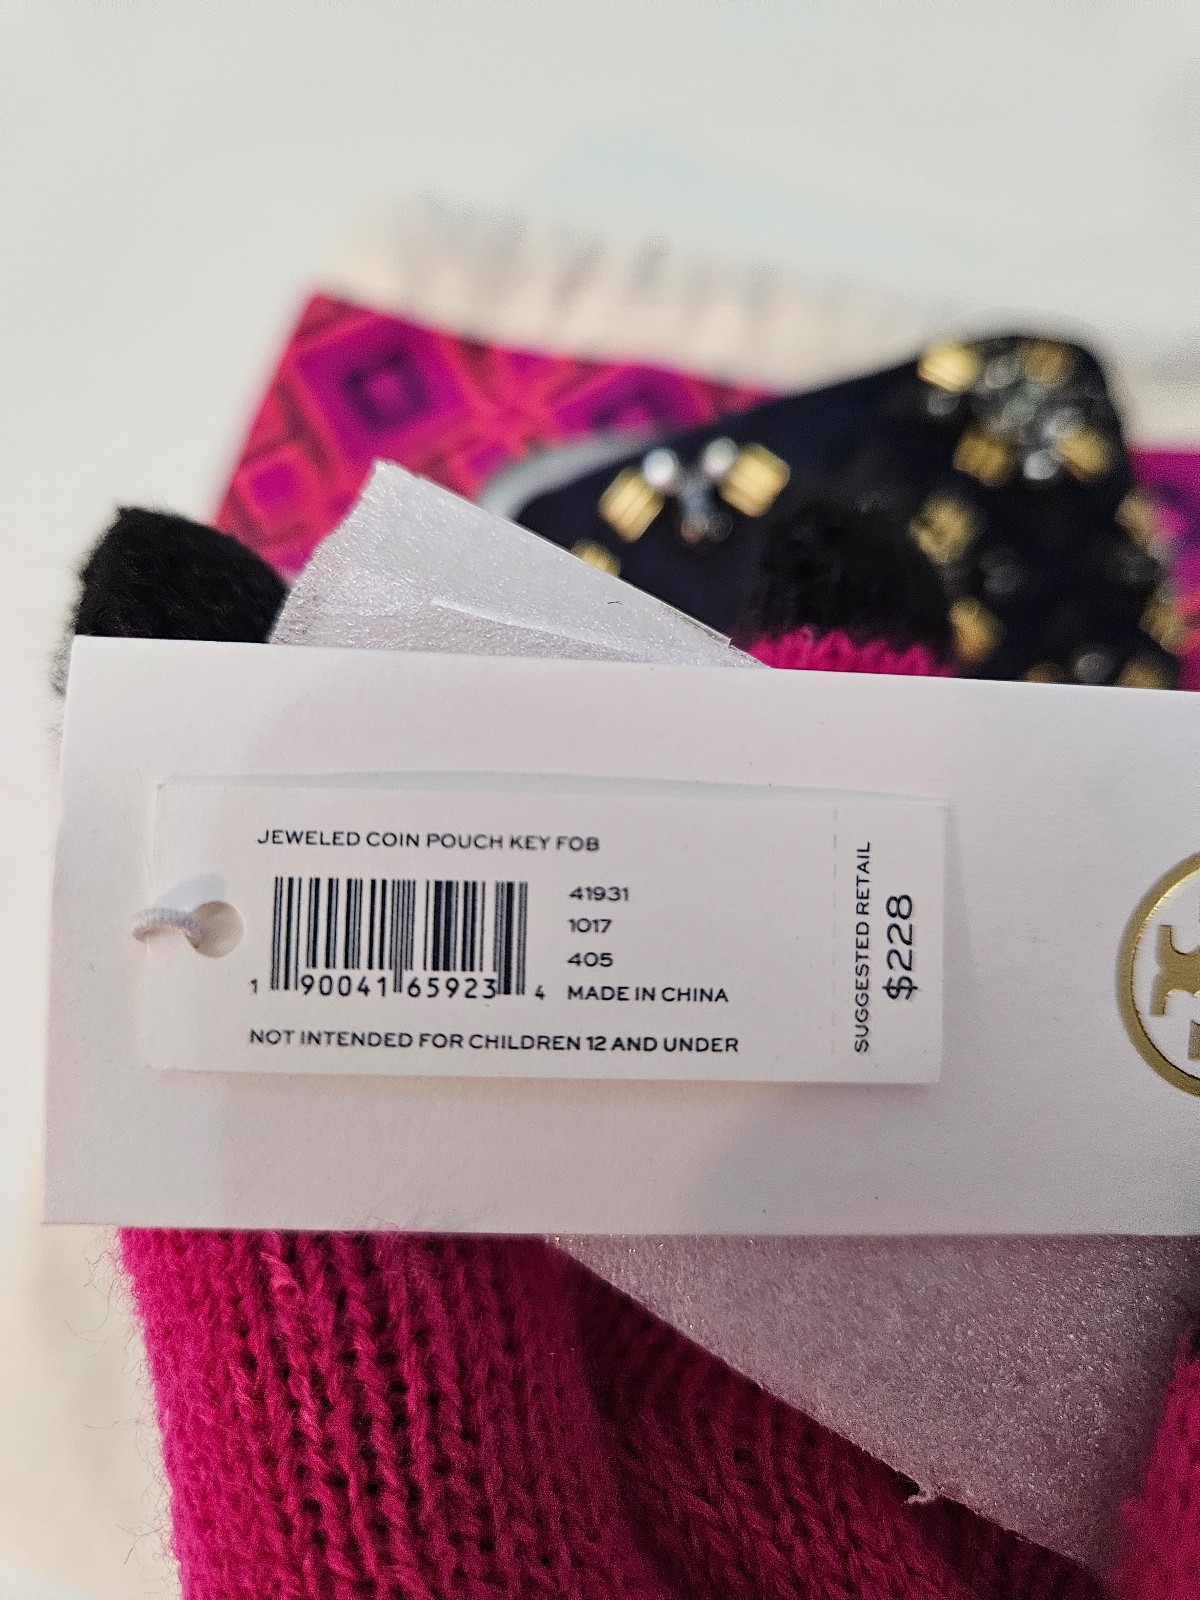 JEWELED COIN POUCH KEY FOB
41931
1017
405
1 90041 65923 4
MADE IN CHINA
NOT INTENDED FOR CHILDREN 12 AND UNDER
SUGGESTED RETAIL
$228